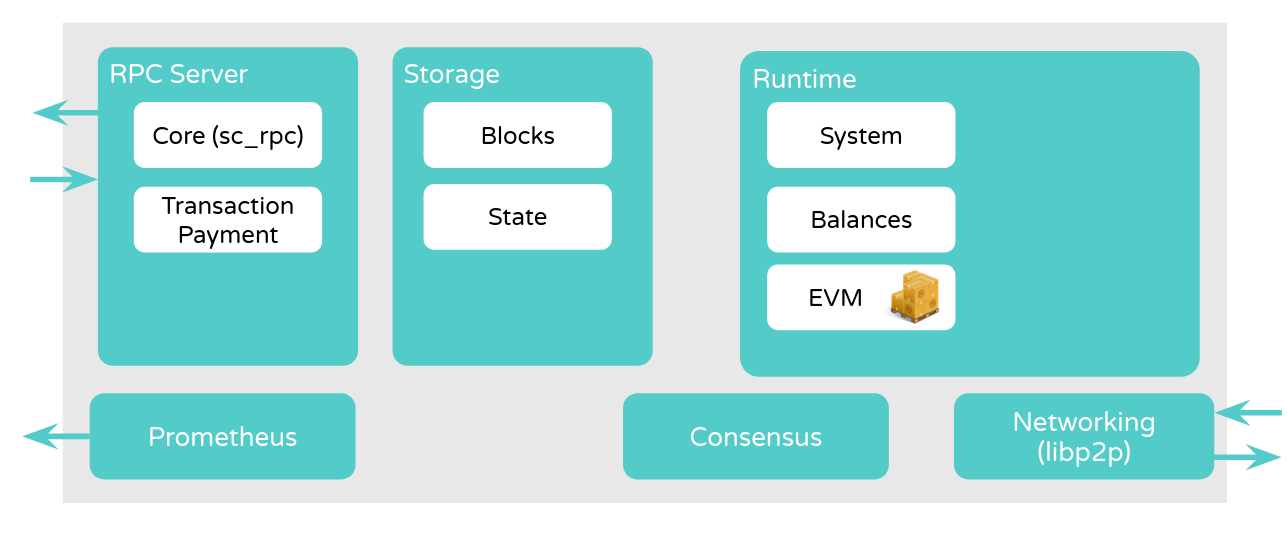 RPC Server
Core (sc_rpc)
Transaction
Payment
Storage
Blocks
State
Runtime
System
Balances
EVM
Prometheus
Consensus
Networking
(libp2p)